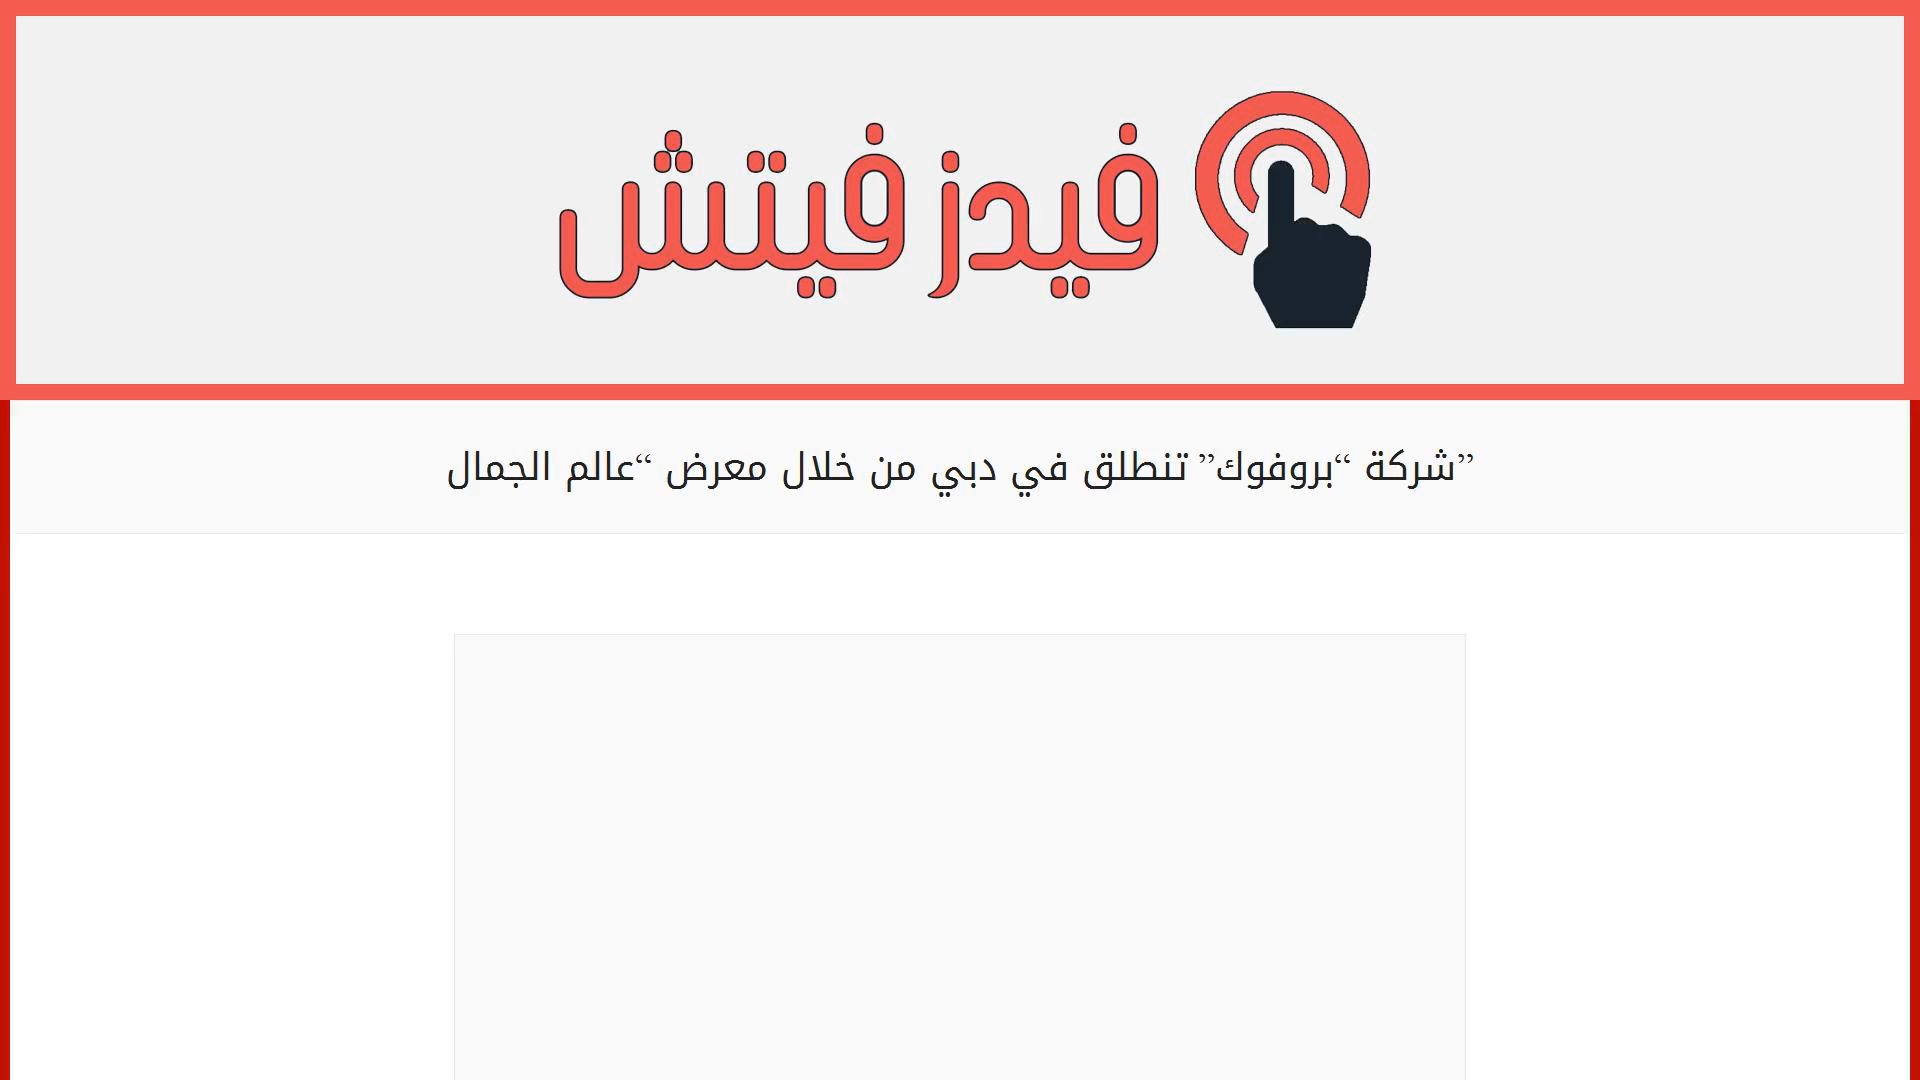 فيدز فيتش
شركة “بروفوك” تنطلق في دبي من خلال معرض “عالم الجمال”